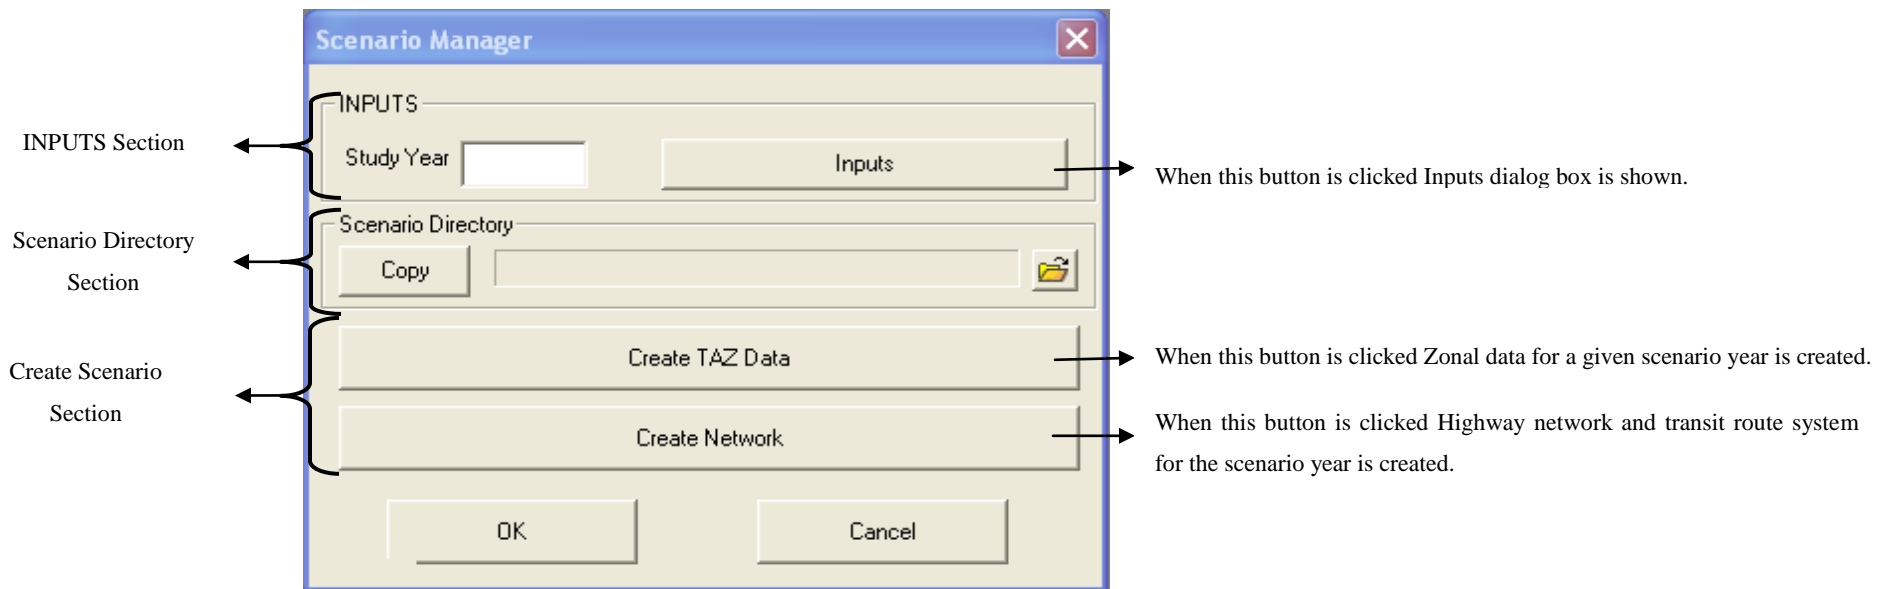 Scenario Manager
INPUTS
INPUTS Section
Study Year
Inputs
When this button is clicked Inputs dialog box is shown.
Scenario Directory
Scenario Directory
Section
Copy
Create TAZ Data
When this button is clicked Zonal data for a given scenario year is created.
Create Scenario
Section
Create Network
When this button is clicked Highway network and transit route system
for the scenario year is created.
OK
Cancel